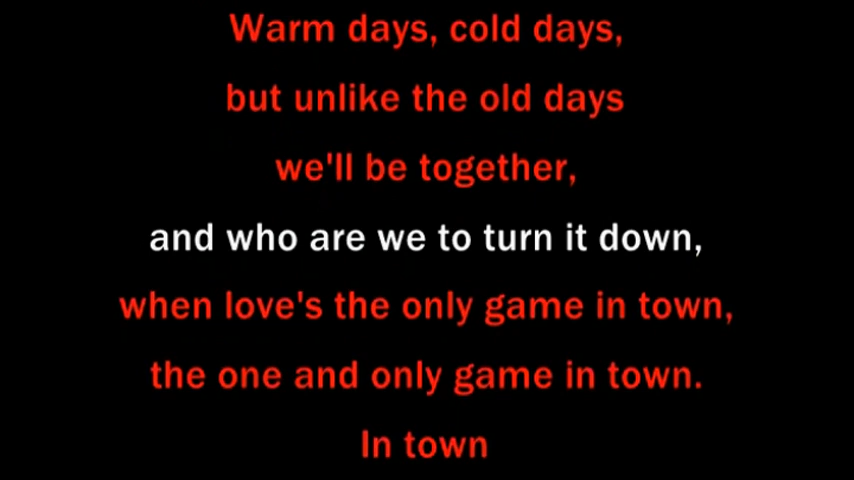 Warm days, cold days,
but unlike the old days
we'll be together,
and who are we to turn it down,
when love's the only game in town,
the one and only game in town.
In town